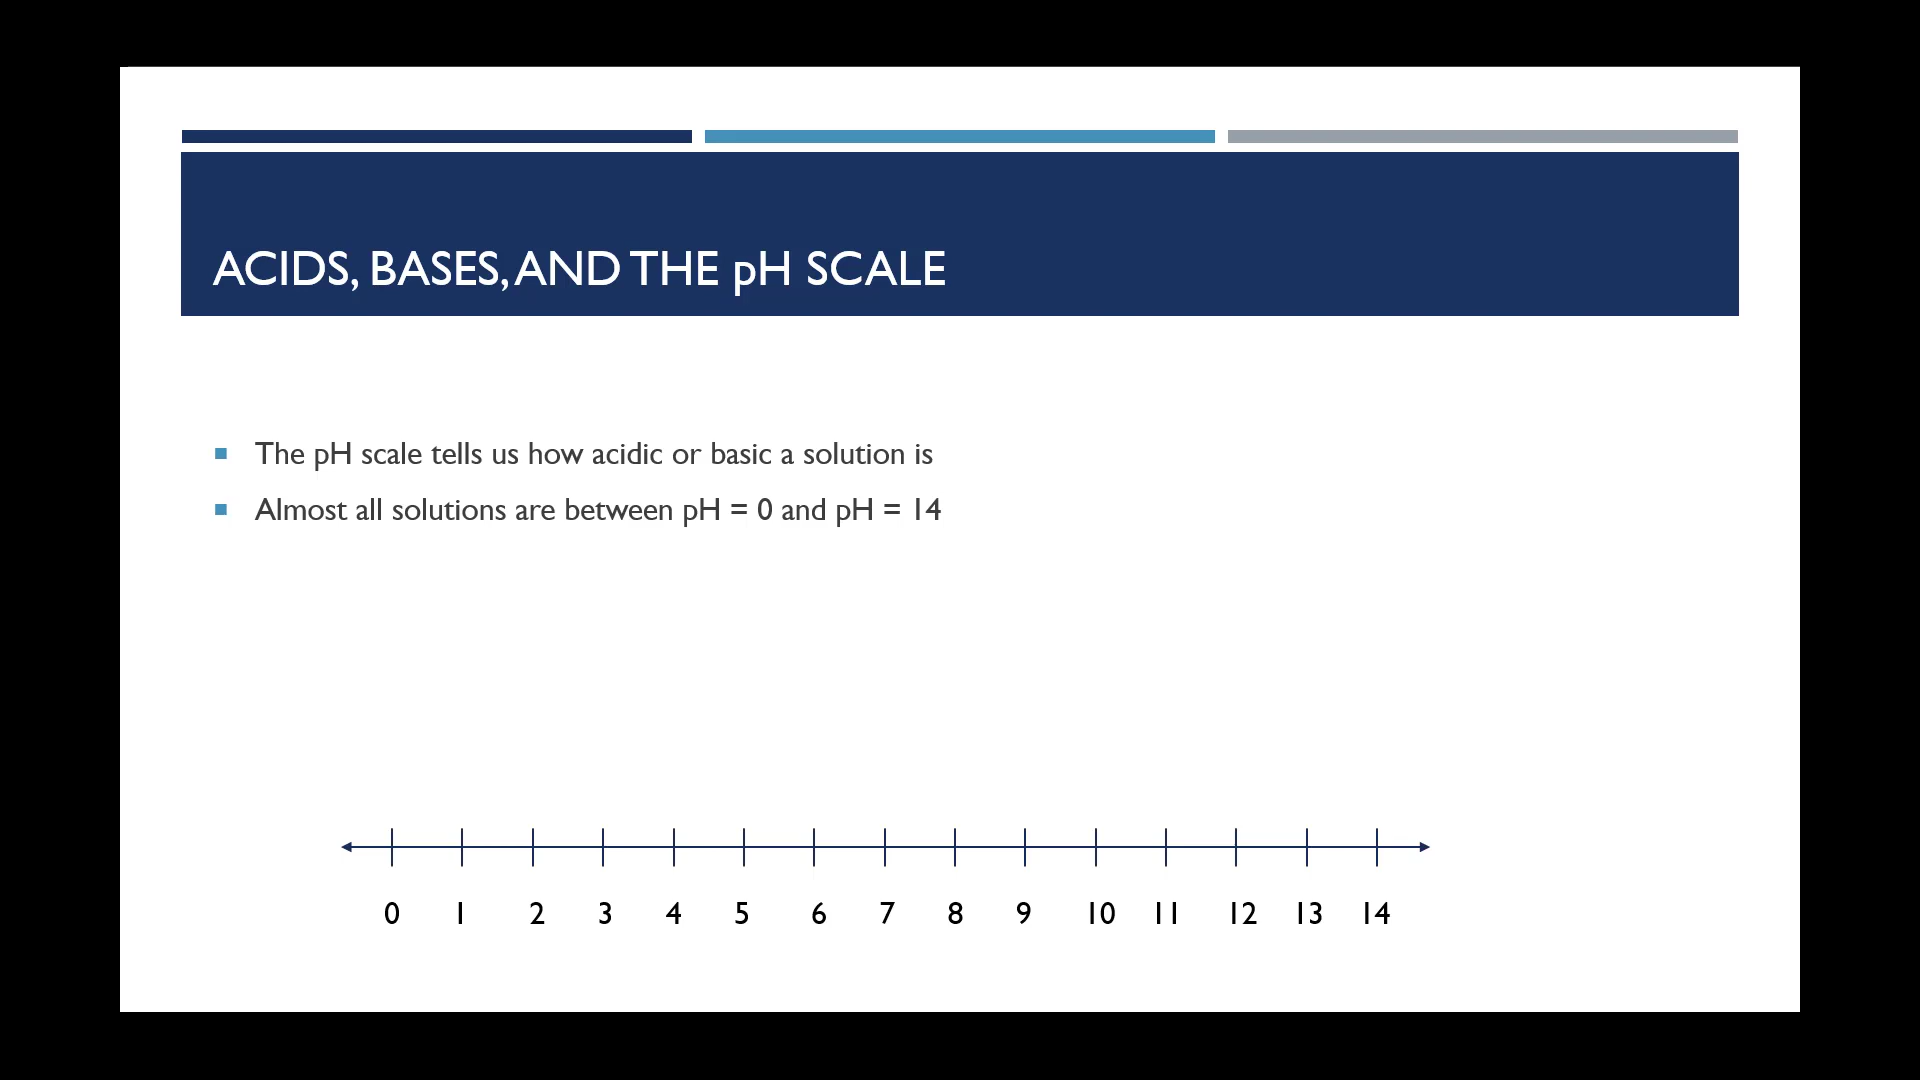 ACIDS, BASES, AND THE pH SCALE
The pH scale tells us how acidic or basic a solution is
Almost all solutions are between pH = 0 and pH = 14
0 1 2 3 4 5 6 7 8 9 10 11 12 13 14